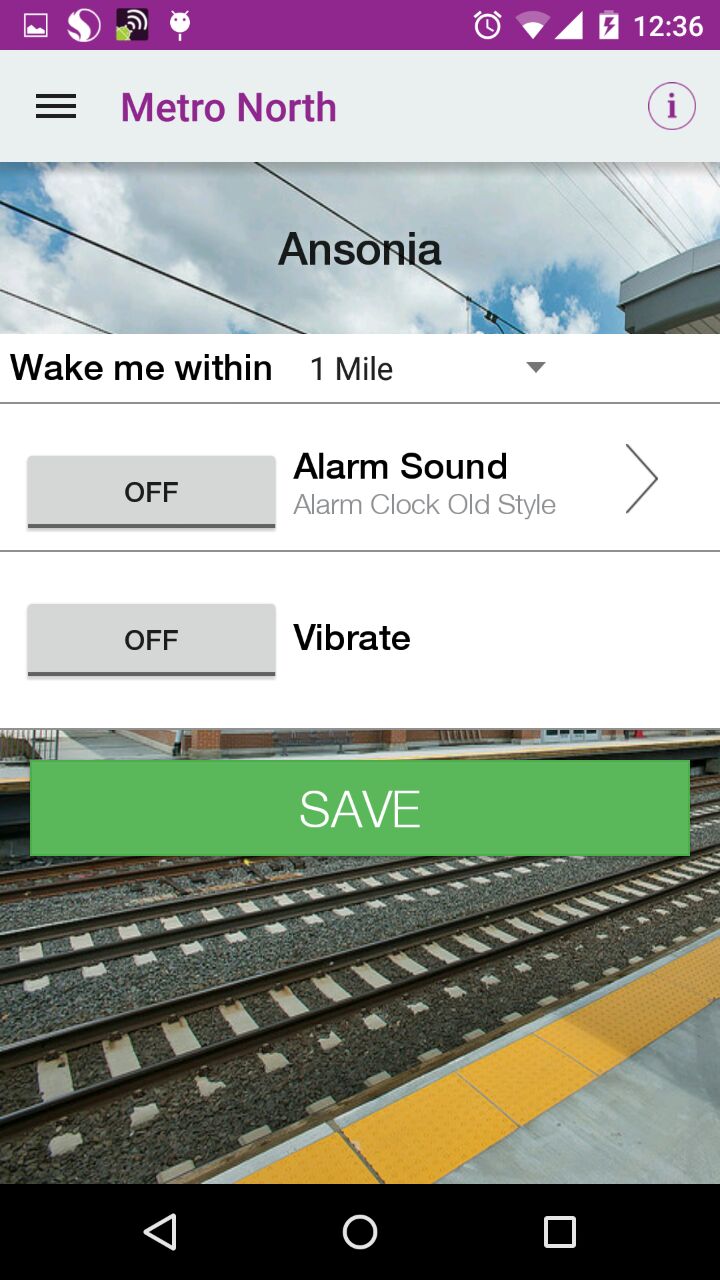 12:36
Metro North
i
Ansonia
Wake me within 1 Mile
OFF Alarm Sound
Alarm Clock Old Style
OFF Vibrate
SAVE